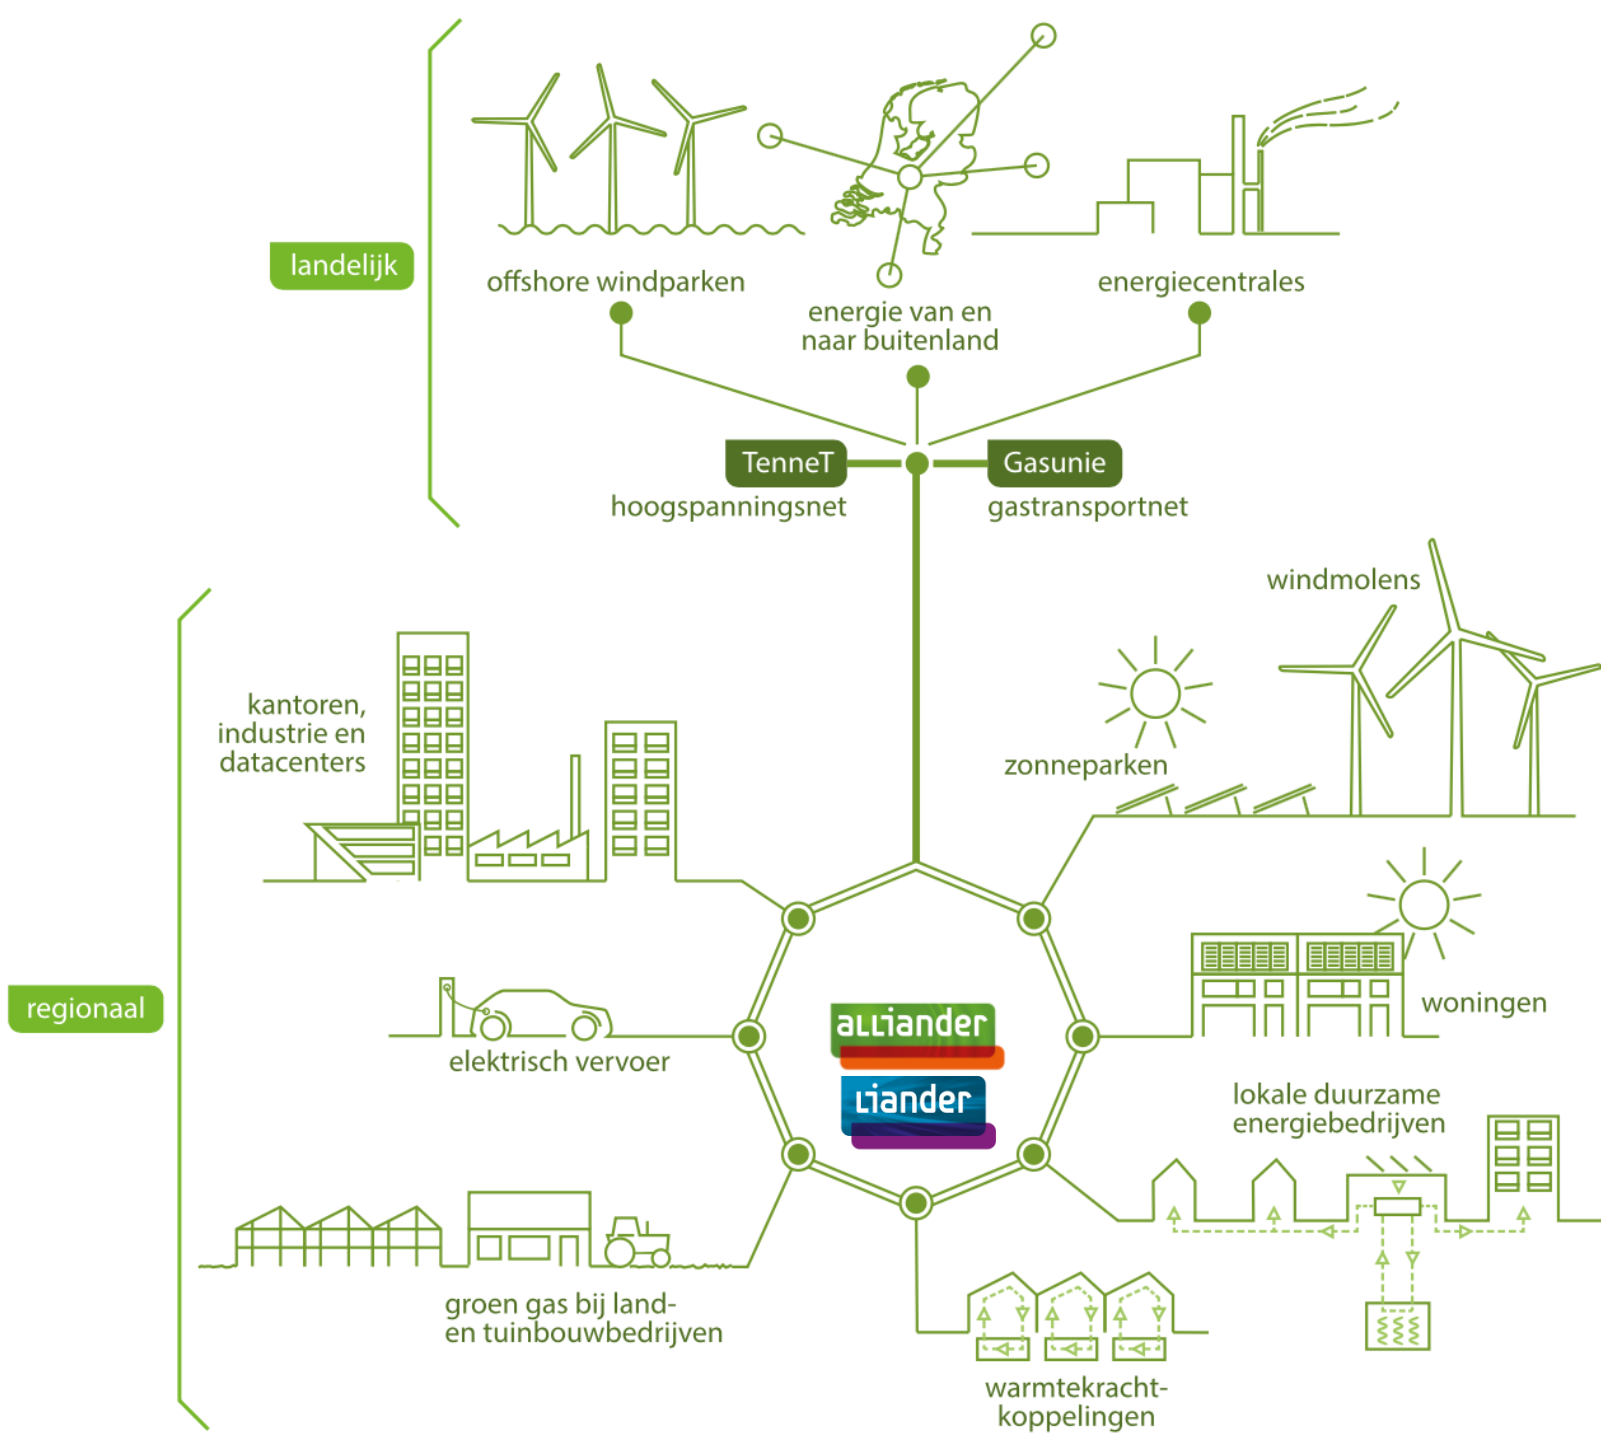 landelijk
offshore windparken
energie van en
naar buitenland
energiecentrales
TenneT
hoogspanningsnet
Gasunie
gastransportnet
regionaal
kantoren,
industrie en
datacenters
windmolens
zonneparken
woningen
elektrisch vervoer
alliander
Liander
lokale duurzame
energiebedrijven
groen gas bij land-
en tuinbouwbedrijven
warmtekracht-
koppelingen